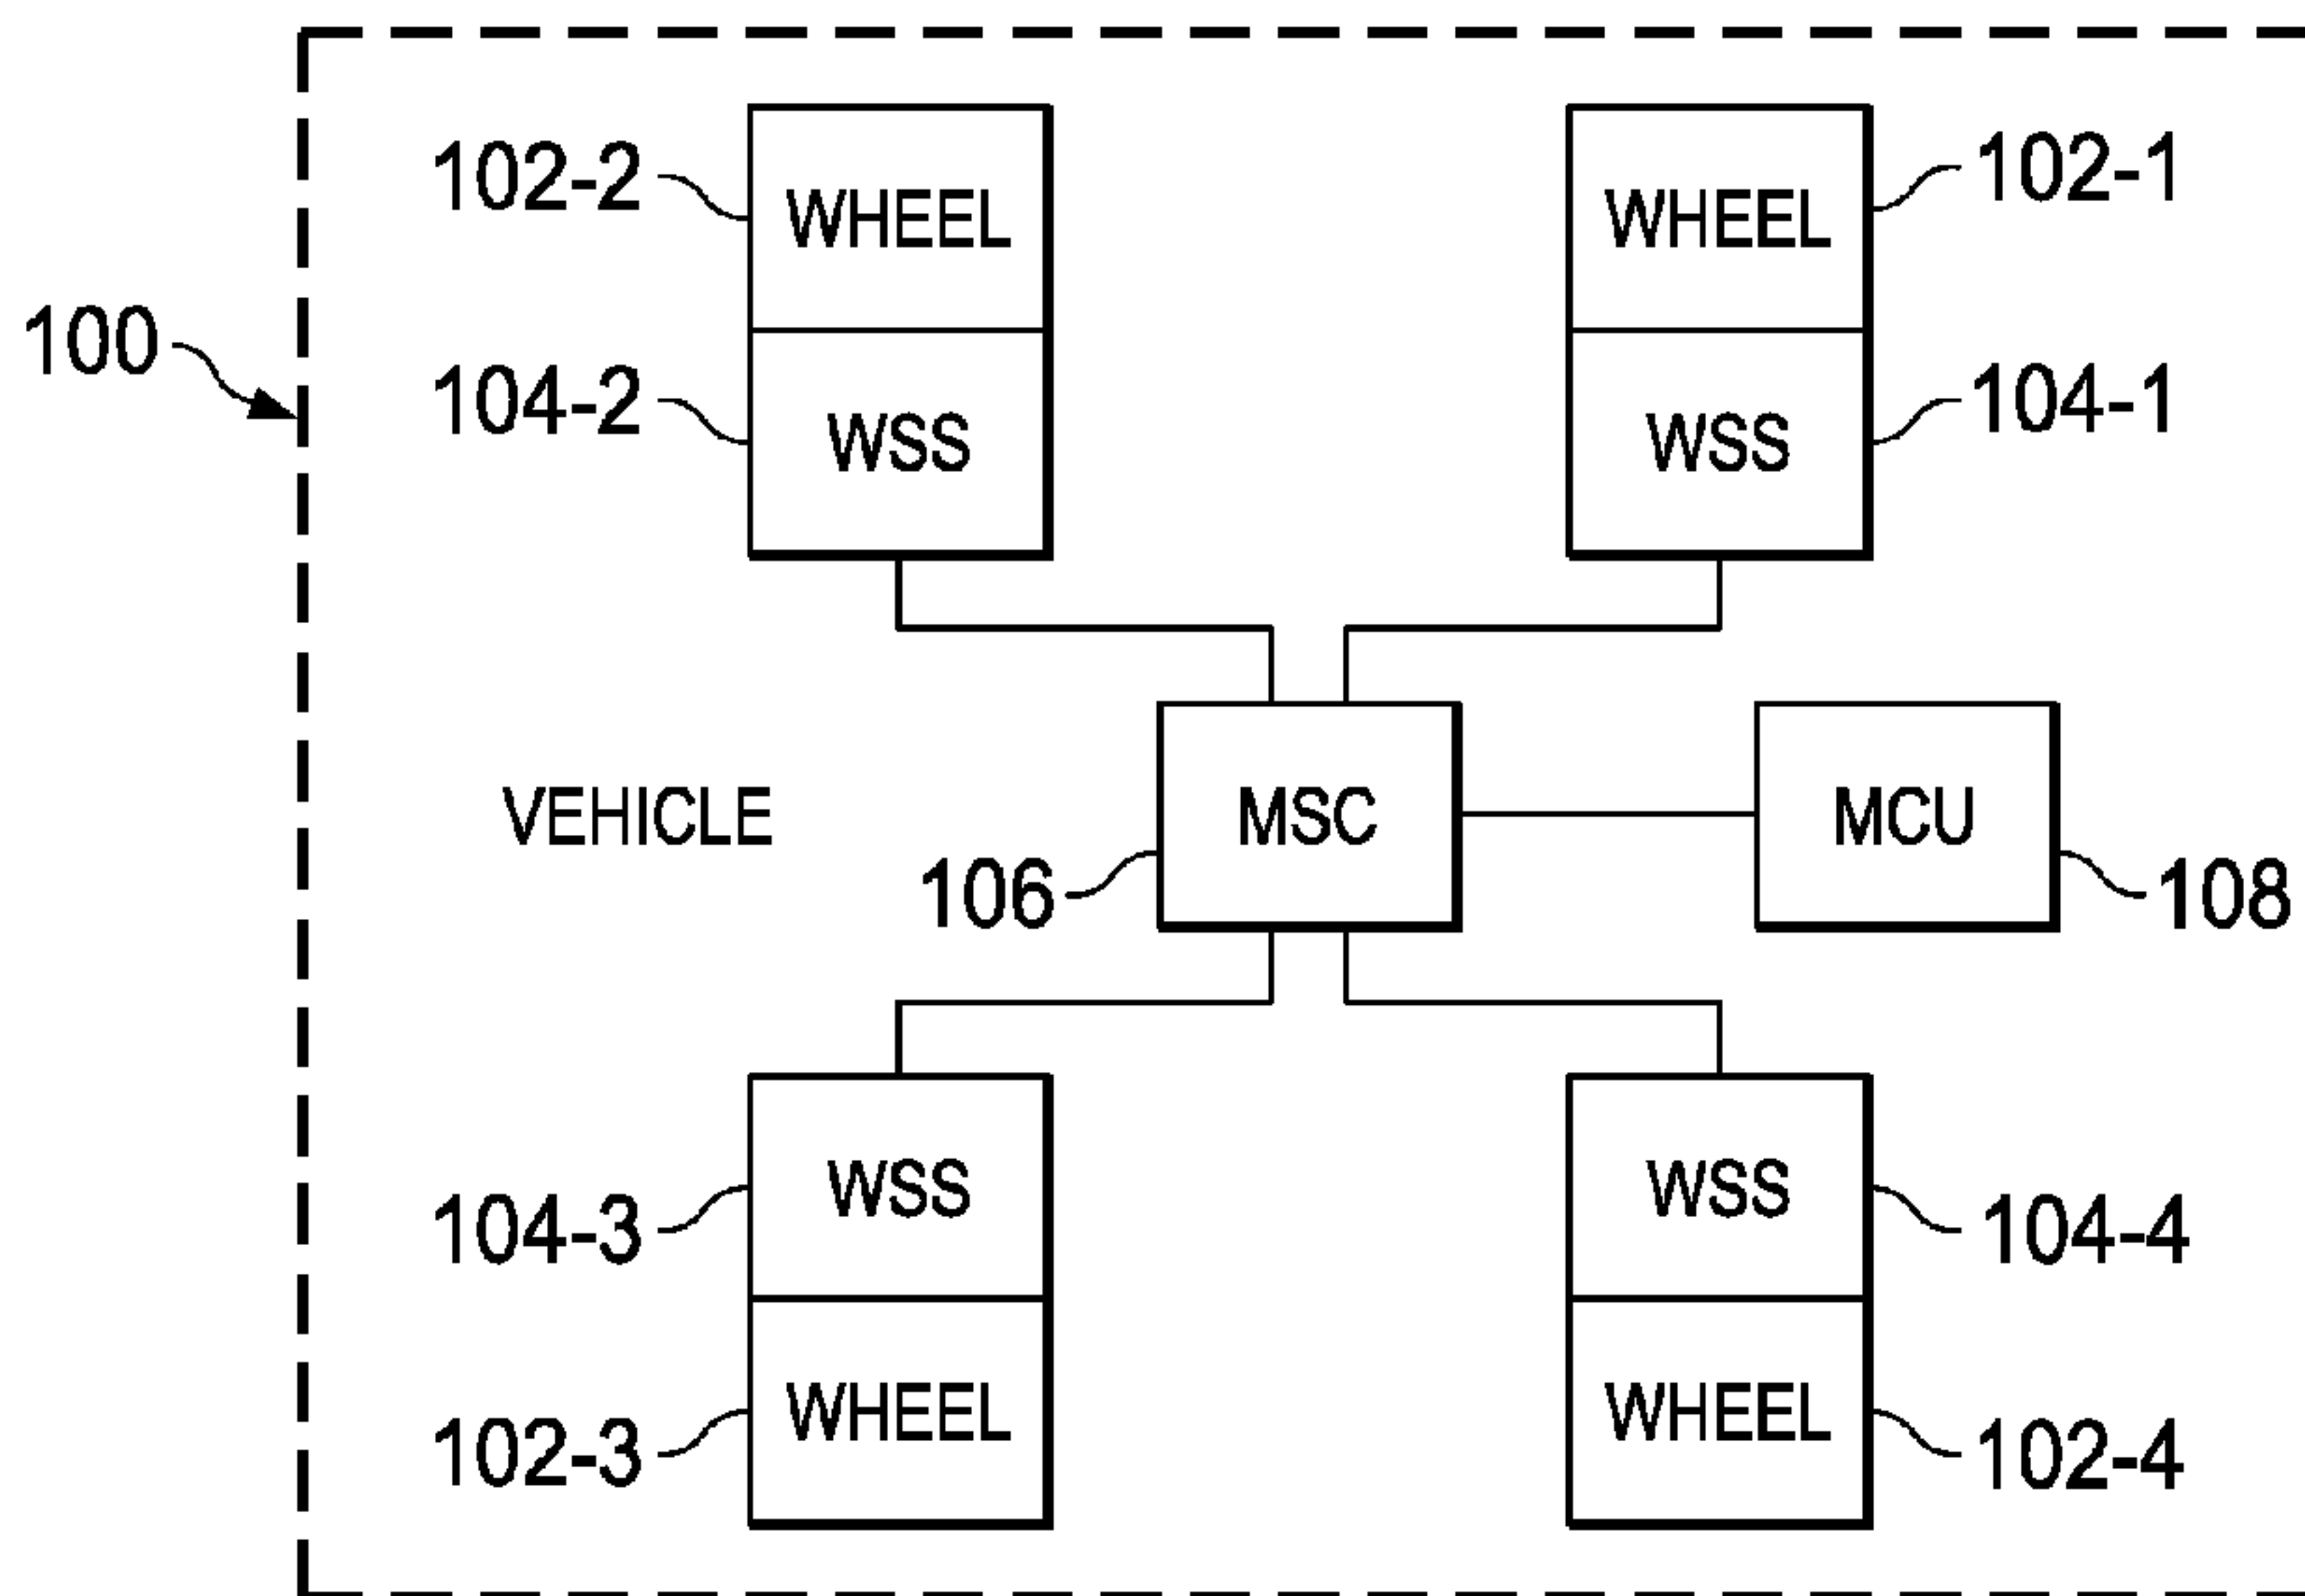 102-2 WHEEL WHEEL 102-1
100
104-2 WSS WSS 104-1
VEHICLE MSC MCU
106 108
104-3 WSS WSS 104-4
102-3 WHEEL WHEEL 102-4